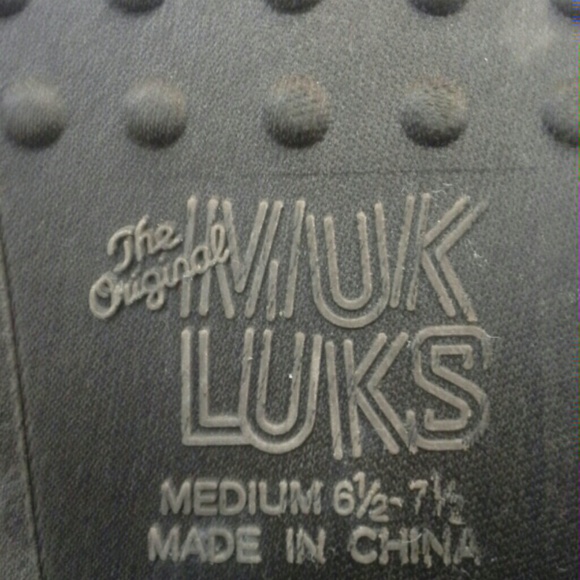 The
Original
MUK
LUKS
MEDIUM 6½-7½
MADE IN CHINA